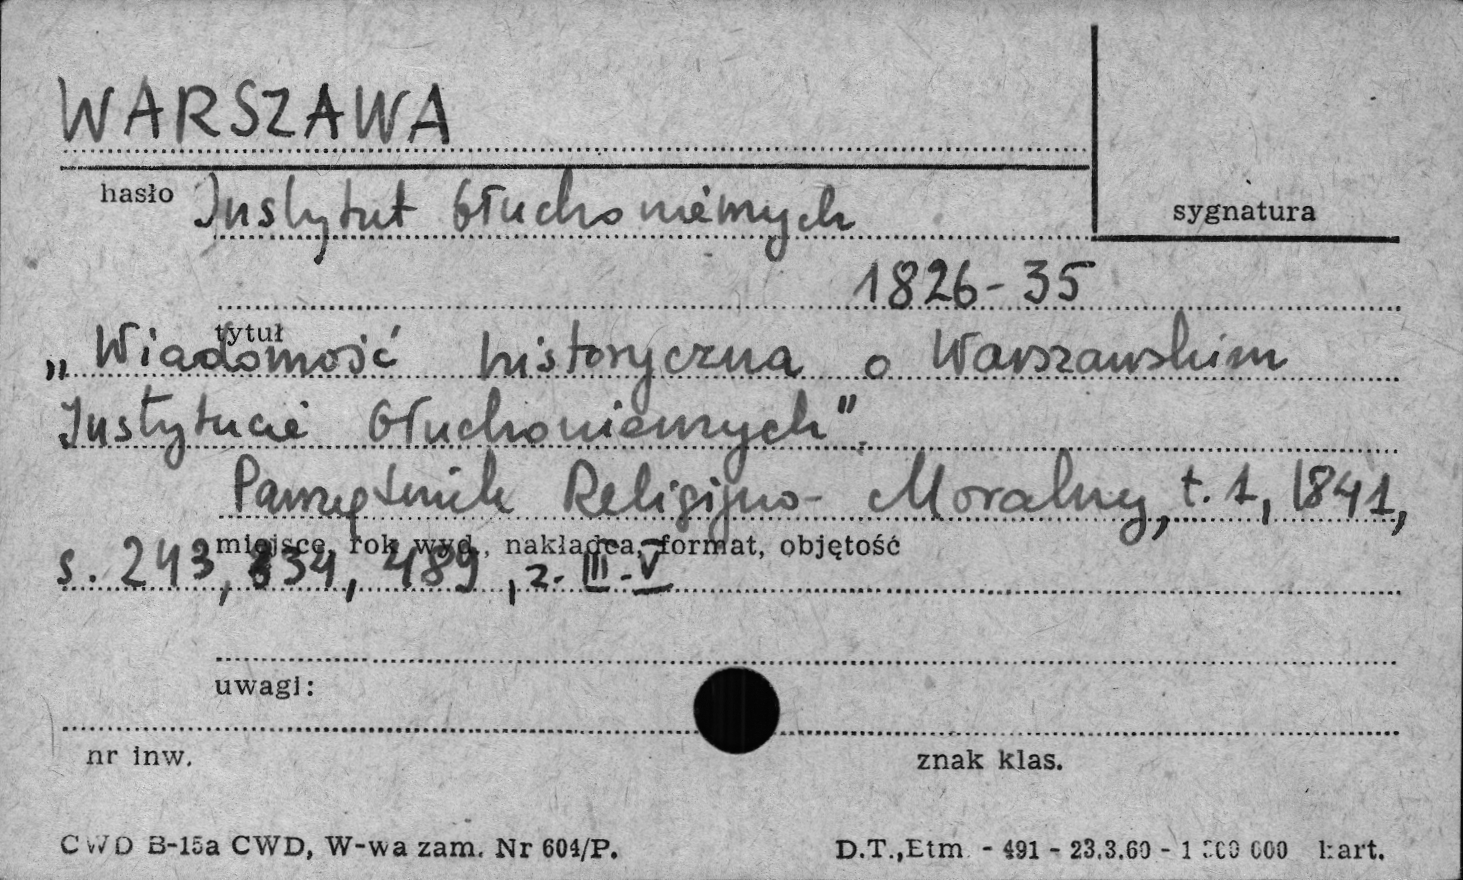 WARSZAWA
hasło Instytut Głuchoniemych
sygnatura
1826-35
tytuł
„Wiadomość historyczna o Warszawskim
Instytucie Głuchoniemych".
Pamiętnik Religijno-Moralny, t. 1, 1841,
miejsce, rok wyd., nakładca, format, objętość
s. 243, 334, 489, z. III-V
uwagi:
nr inw.
znak klas.
CWD B-15a CWD, W-wa zam. Nr 604/P.
D.T., Etm. - 491 - 23.3.60 - 1 000 kart.